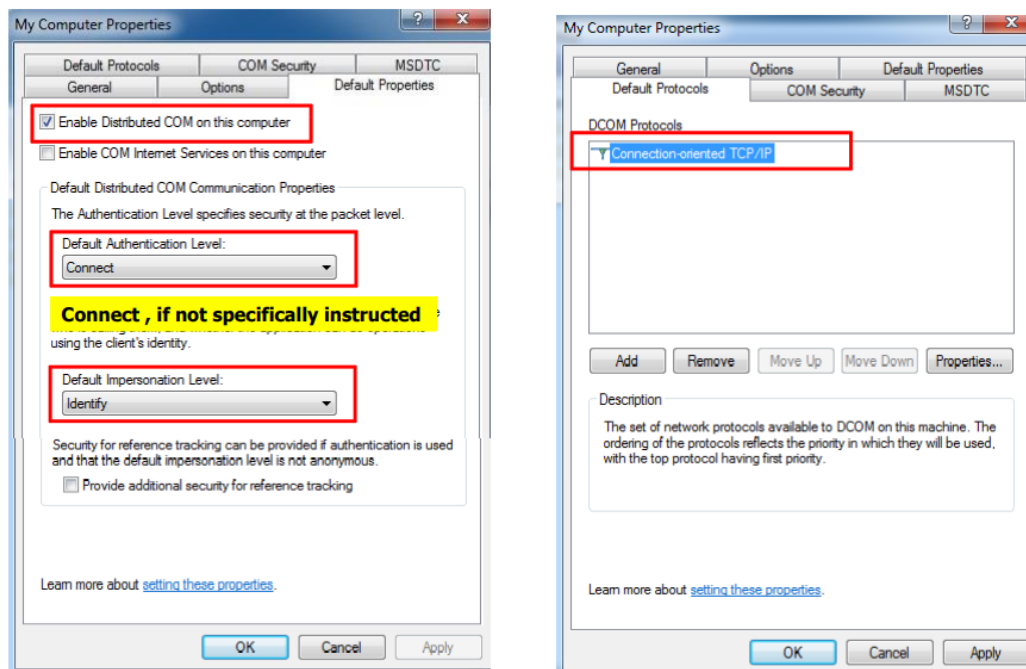 My Computer Properties
Default Protocols COM Security MSDTC
General Options Default Properties
Enable Distributed COM on this computer
Enable COM Internet Services on this computer
Default Distributed COM Communication Properties
The Authentication Level specifies security at the packet level.
Default Authentication Level:
Connect
Connect , if not specifically instructed
using the client's identity.
Default Impersonation Level:
Identify
Security for reference tracking can be provided if authentication is used
and that the default impersonation level is not anonymous.
Provide additional security for reference tracking
Learn more about setting these properties.
OK Cancel Apply
My Computer Properties
General Options Default Properties
Default Protocols COM Security MSDTC
DCOM Protocols
Connection-oriented TCP/IP
Add Remove Move Up Move Down Properties...
Description
The set of network protocols available to DCOM on this machine. The
ordering of the protocols reflects the priority in which they will be used,
with the top protocol having first priority.
Learn more about setting these properties.
OK Cancel Apply